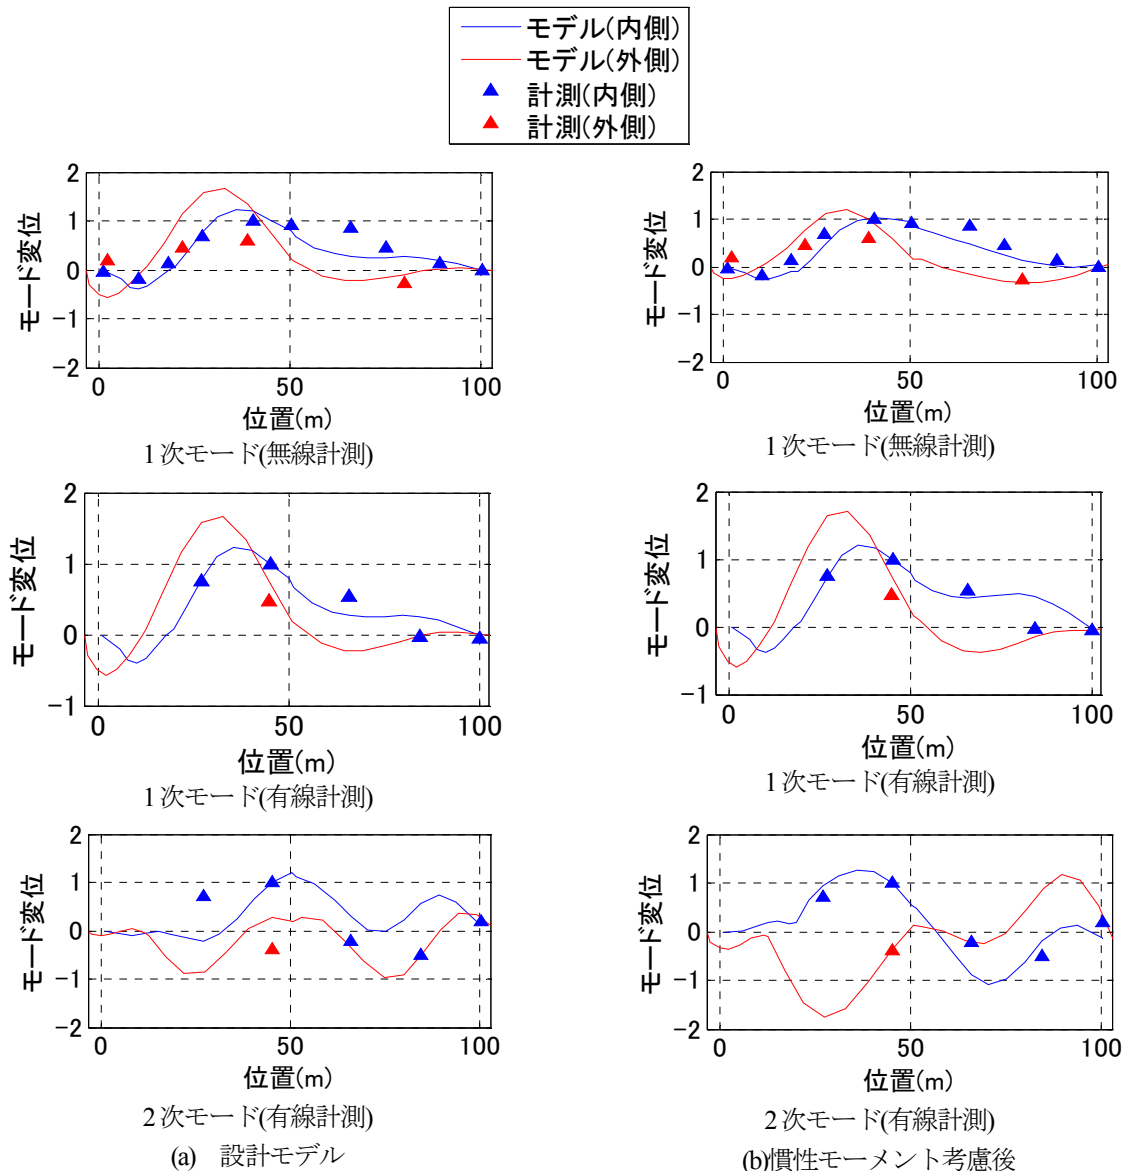 モデル(内側)
モデル(外側)
計測(内側)
計測(外側)
モード変位
2
1
0
−1
−2
0 50 100
位置(m)
1次モード(無線計測)
モード変位
2
1
0
−1
−2
0 50 100
位置(m)
1次モード(無線計測)
モード変位
2
1
0
−1
0 50 100
位置(m)
1次モード(有線計測)
モード変位
2
1
0
−1
0 50 100
位置(m)
1次モード(有線計測)
モード変位
2
1
0
−1
−2
0 50 100
位置(m)
2次モード(有線計測)
(a) 設計モデル
モード変位
2
1
0
−1
−2
0 50 100
位置(m)
2次モード(有線計測)
(b)慣性モーメント考慮後